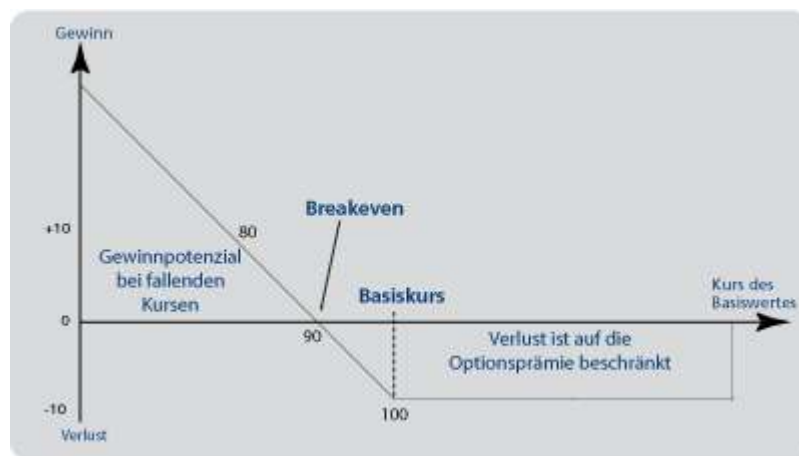 Gewinn
Breakeven
+10
80
Gewinnpotenzial
bei fallenden
Kursen
Basiskurs
Kurs des
Basiswertes
0
90
Verlust ist auf die
Optionsprämie beschränkt
-10
100
Verlust